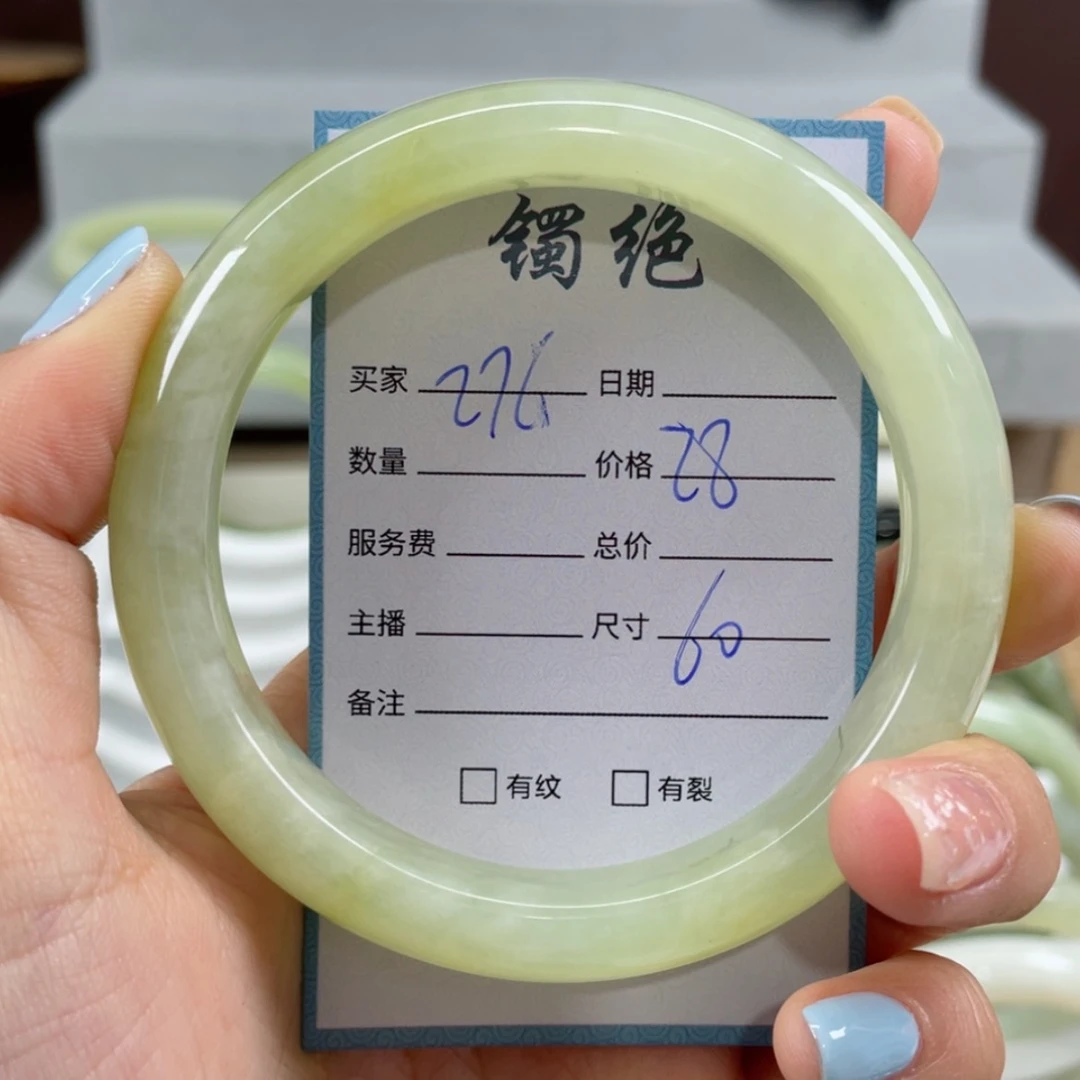 镯绝
买家 276 日期
数量 价格 28
服务费 总价
主播 尺寸 60
备注
有纹 有裂